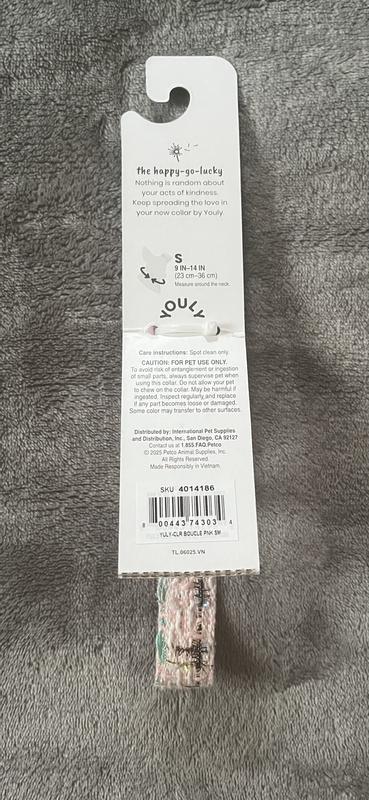 the happy-go-lucky
Nothing is random about
your acts of kindness.
Keep spreading the love in
your new collar by Youly.
S
9 IN–14 IN
(23 cm–36 cm)
Measure around the neck.
YOULY
Care instructions: Spot clean only.
CAUTION: FOR PET USE ONLY.
To avoid risk of entanglement or ingestion
of small parts, always supervise pet when
using this collar. Do not allow your pet
to chew on the collar. May be harmful if
ingested. Inspect regularly and replace
if any part becomes loose or damaged.
Some color may transfer to other surfaces.
Distributed by: International Pet Supplies
and Distribution, Inc., San Diego, CA 92127
Contact us at 1.855.FAQ.Petco
© 2025 Petco Animal Supplies, Inc.
All Rights Reserved.
Made Responsibly in Vietnam.
SKU 4014186
8 00443 74303 4
YULY-CLR BOUCLE PNK SM
TL.06025.VN